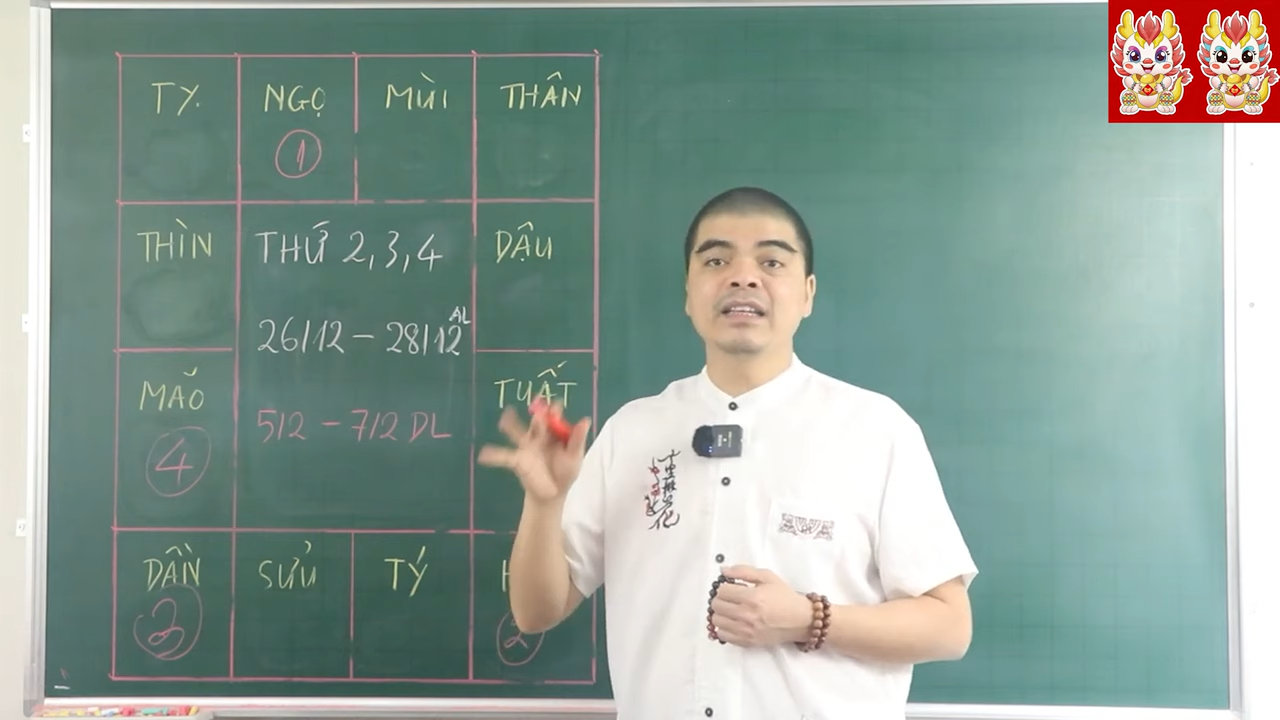 TỴ.
NGỌ
MÙI
THÂN
1
THÌN
THỨ 2,3,4
DẬU
26/12 - 28/12 AL
MÃO
5/2 - 7/2 DL
TUẤT
4
DẦN
SỬU
TÝ
H
3
2